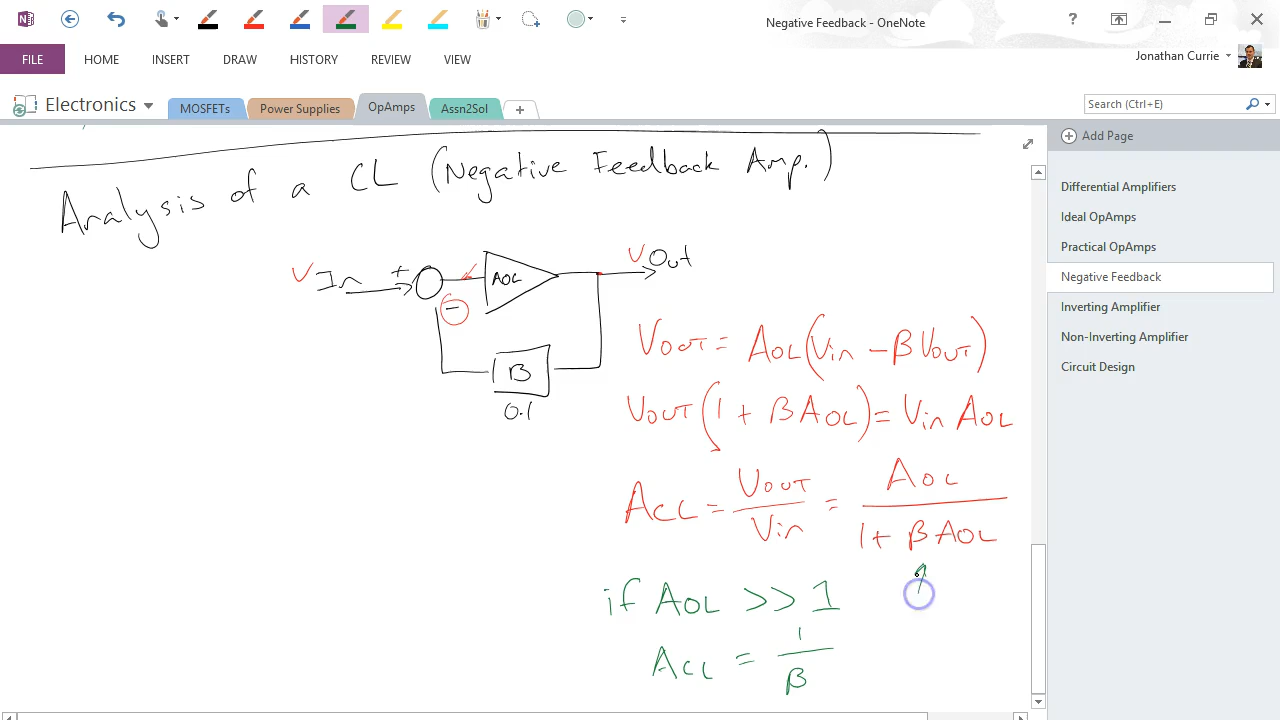 Negative Feedback - OneNote
?
FILE
HOME
INSERT
DRAW
HISTORY
REVIEW
VIEW
Jonathan Currie
Electronics
MOSFETs
Power Supplies
OpAmps
Assn2Sol
Search (Ctrl+E)
Add Page
Differential Amplifiers
Ideal OpAmps
Practical OpAmps
Negative Feedback
Inverting Amplifier
Non-Inverting Amplifier
Circuit Design
Analysis of a CL (Negative Feedback Amp.)
V In
+
-
AOL
V Out
B
0.1
VOUT = AOL(Vin - βVOUT)
VOUT(1 + βAOL) = Vin AOL
ACL = VOUT/Vin = AOL/1 + βAOL
if AOL >> 1
ACL = 1/β